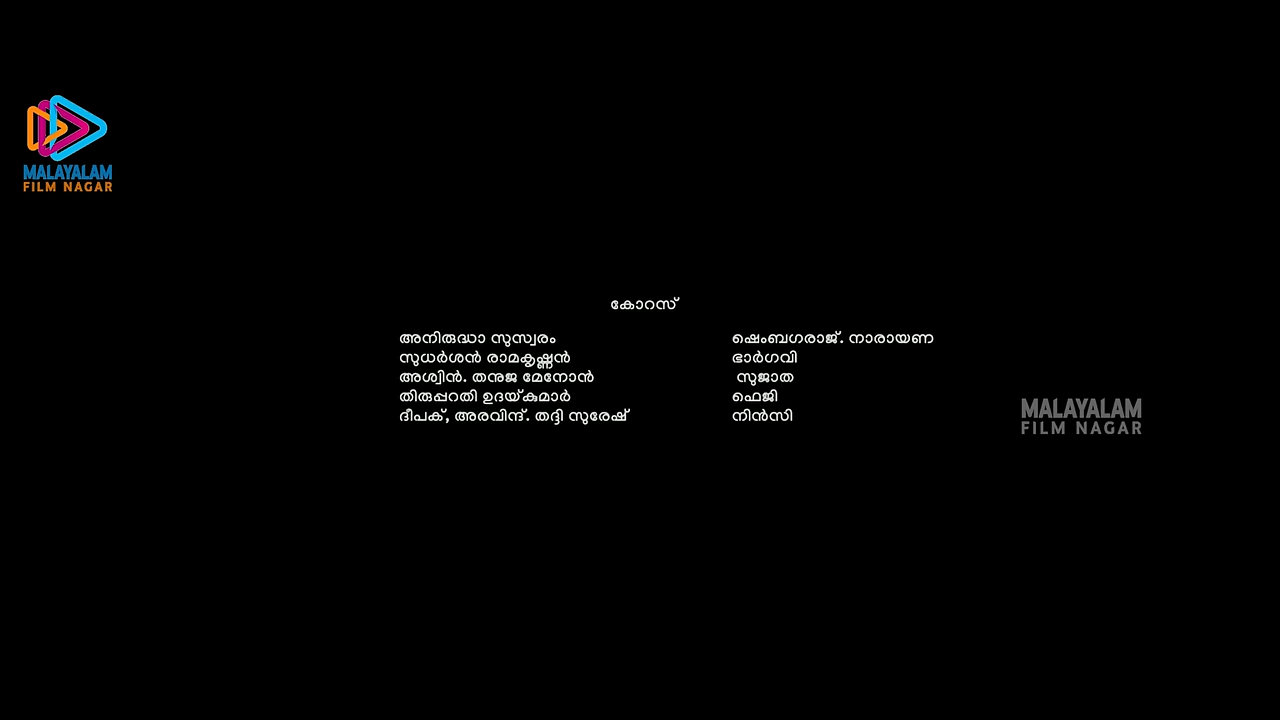 MALAYALAM
FILM NAGAR
കോറസ്
അനിരുദ്ധാ സുസ്വരം
സുധർശൻ രാമകൃഷ്ണൻ
അശ്വിൻ. തനുജ മേനോൻ
തിരുപ്പറതി ഉദയ്കുമാർ
ദീപക്, അരവിന്ദ്. തദ്ദി സുരേഷ്
ഷെംബഗരാജ്. നാരായണ
ഭാർഗവി
സുജാത
ഫെജി
നിൻസി
MALAYALAM
FILM NAGAR